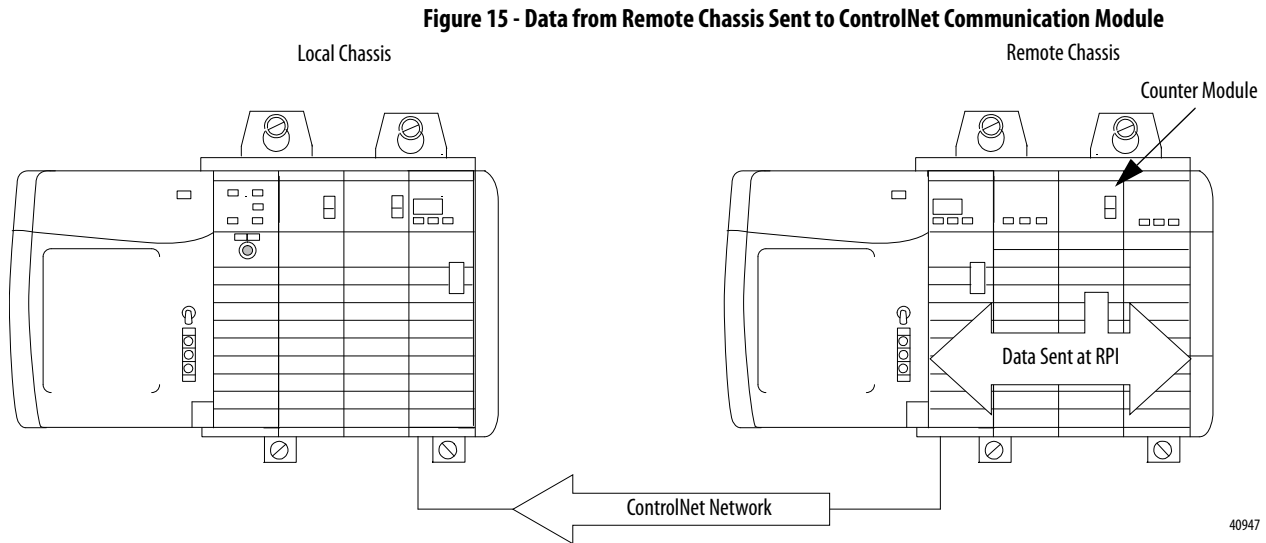 Figure 15 - Data from Remote Chassis Sent to ControlNet Communication Module
Local Chassis
Remote Chassis
Counter Module
Data Sent at RPI
ControlNet Network
40947